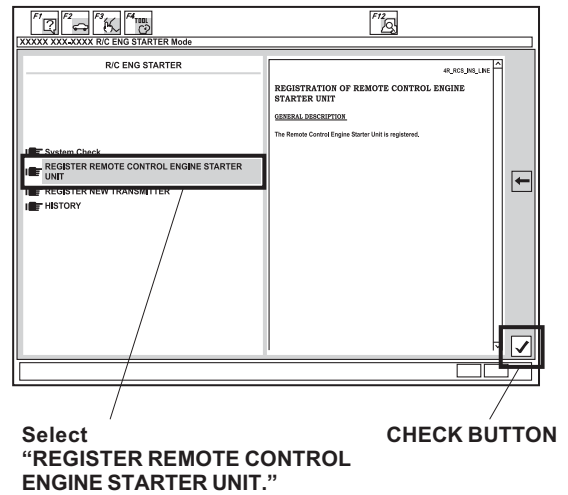 F1 F2 F3 F4 TOOL F12
XXXXX XXX-XXXX R/C ENG STARTER Mode
R/C ENG STARTER
System Check
REGISTER REMOTE CONTROL ENGINE STARTER
UNIT
REGISTER NEW TRANSMITTER
HISTORY
4R_RCS_INS_LINE
REGISTRATION OF REMOTE CONTROL ENGINE
STARTER UNIT
GENERAL DESCRIPTION
The Remote Control Engine Starter Unit is registered.
Select
“REGISTER REMOTE CONTROL
ENGINE STARTER UNIT.”
CHECK BUTTON